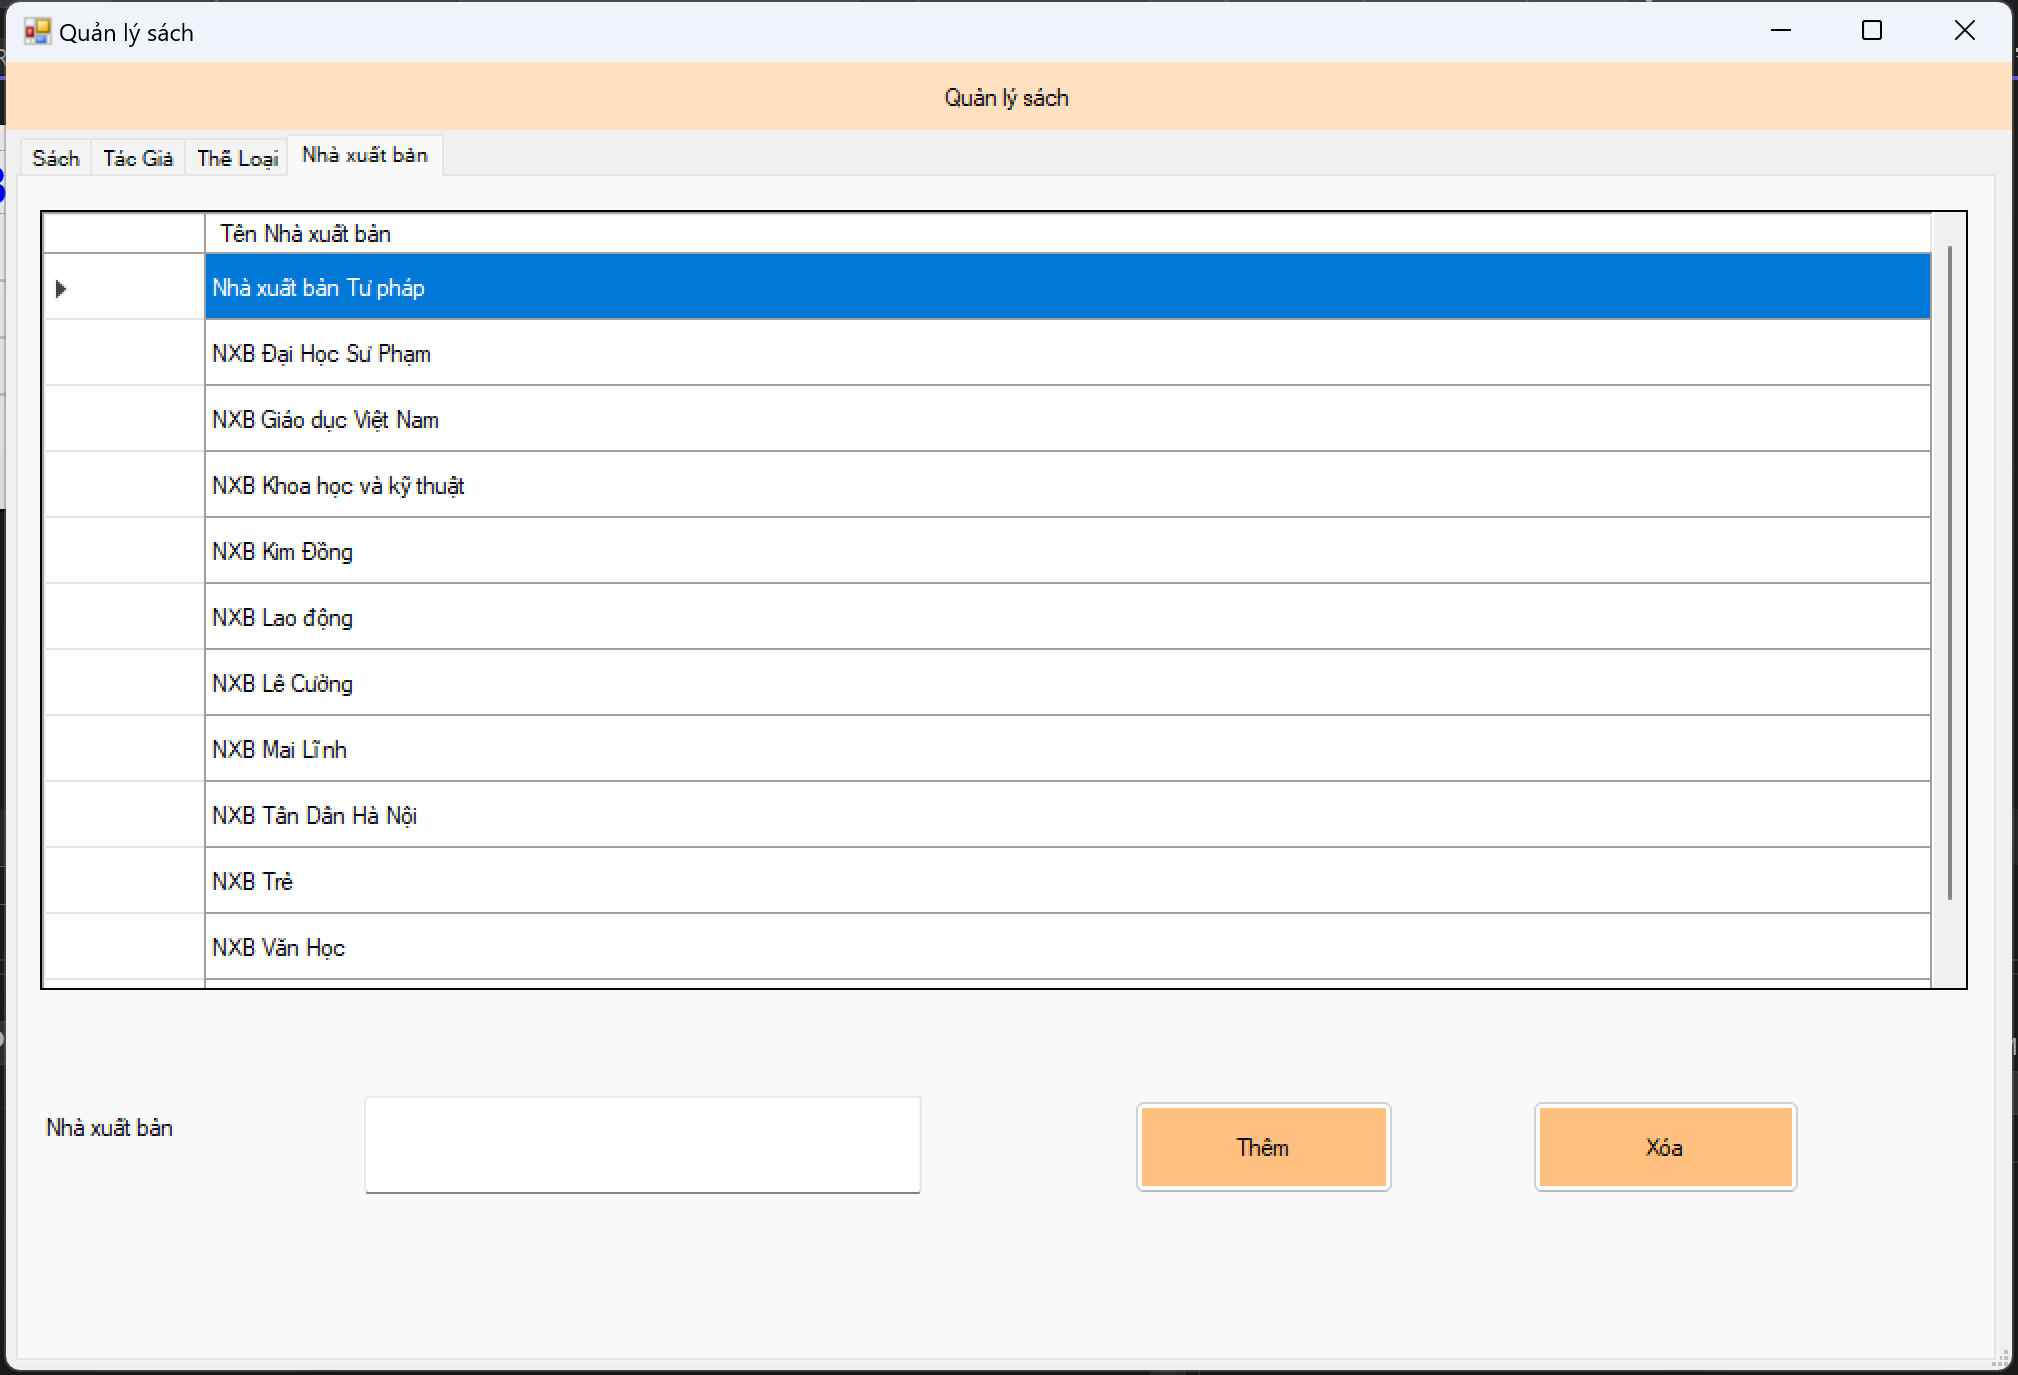 Quản lý sách
Quản lý sách
Sách Tác Giả Thể Loại Nhà xuất bản
Tên Nhà xuất bản
Nhà xuất bản Tư pháp
NXB Đại Học Sư Phạm
NXB Giáo dục Việt Nam
NXB Khoa học và kỹ thuật
NXB Kim Đồng
NXB Lao động
NXB Lê Cường
NXB Mai Lĩnh
NXB Tân Dân Hà Nội
NXB Trẻ
NXB Văn Học
Nhà xuất bản
Thêm
Xóa